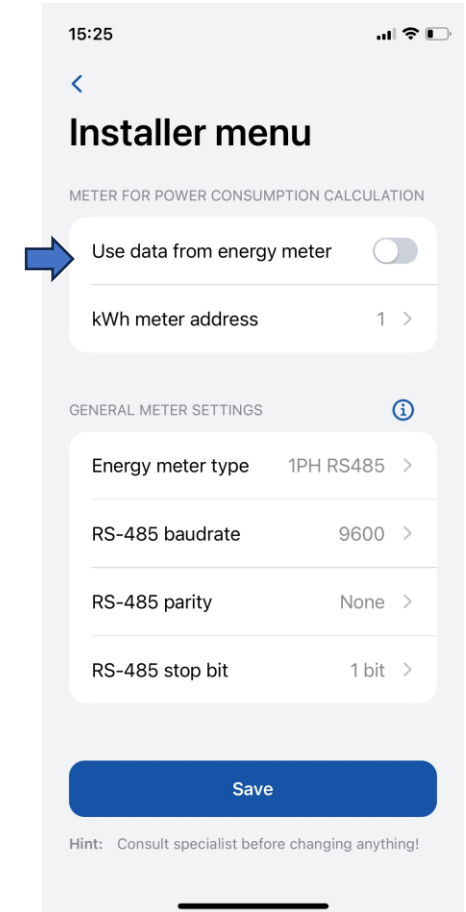 15:25
Installer menu
METER FOR POWER CONSUMPTION CALCULATION
Use data from energy meter
kWh meter address 1
GENERAL METER SETTINGS
Energy meter type 1PH RS485
RS-485 baudrate 9600
RS-485 parity None
RS-485 stop bit 1 bit
Save
Hint: Consult specialist before changing anything!